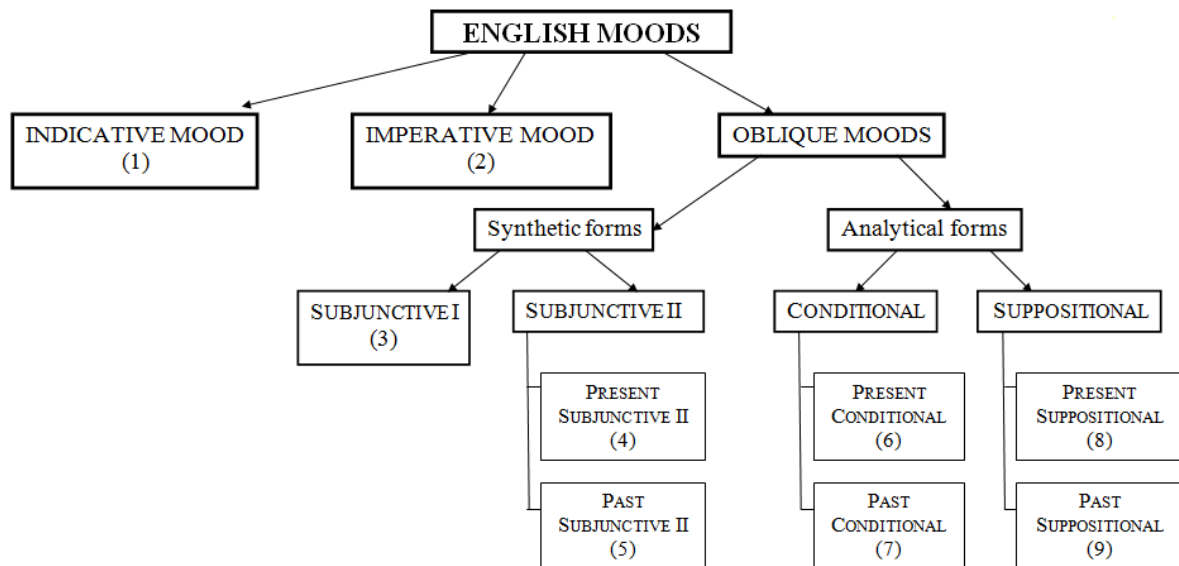 ENGLISH MOODS
INDICATIVE MOOD
(1)
IMPERATIVE MOOD
(2)
OBLIQUE MOODS
Synthetic forms
Analytical forms
SUBJUNCTIVE I
(3)
SUBJUNCTIVE II
CONDITIONAL
SUPPOSITIONAL
PRESENT
SUBJUNCTIVE II
(4)
PRESENT
CONDITIONAL
(6)
PRESENT
SUPPOSITIONAL
(8)
PAST
SUBJUNCTIVE II
(5)
PAST
CONDITIONAL
(7)
PAST
SUPPOSITIONAL
(9)